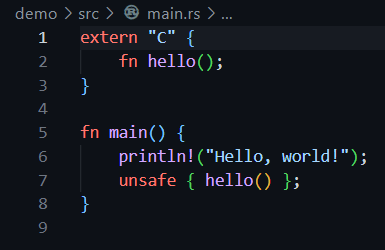 demo > src > main.rs > ...
1 extern "C" {
2     fn hello();
3 }
4
5 fn main() {
6     println!("Hello, world!");
7     unsafe { hello() };
8 }
9